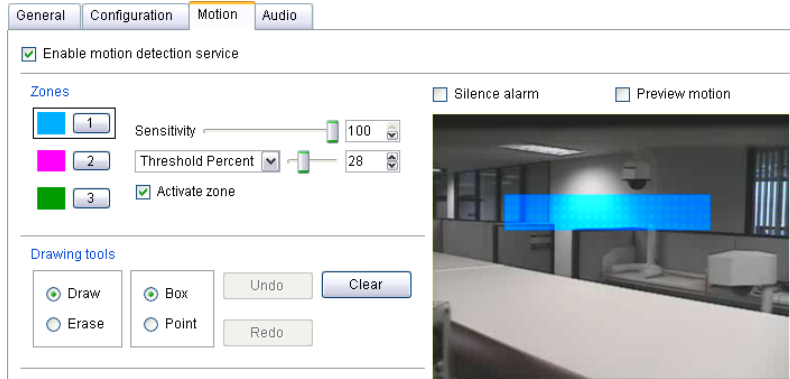 General Configuration Motion Audio
Enable motion detection service
Zones
Silence alarm Preview motion
1
Sensitivity 100
2
Threshold Percent 28
3
Activate zone
Drawing tools
Draw Box Undo Clear
Erase Point Redo